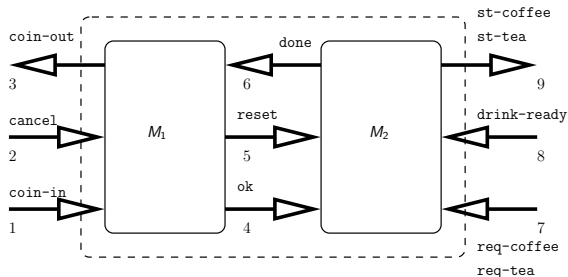 st-coffee
coin-out done st-tea
3 6 9
cancel reset drink-ready
M1 M2
2 5 8
coin-in ok
1 4 7
req-coffee
req-tea